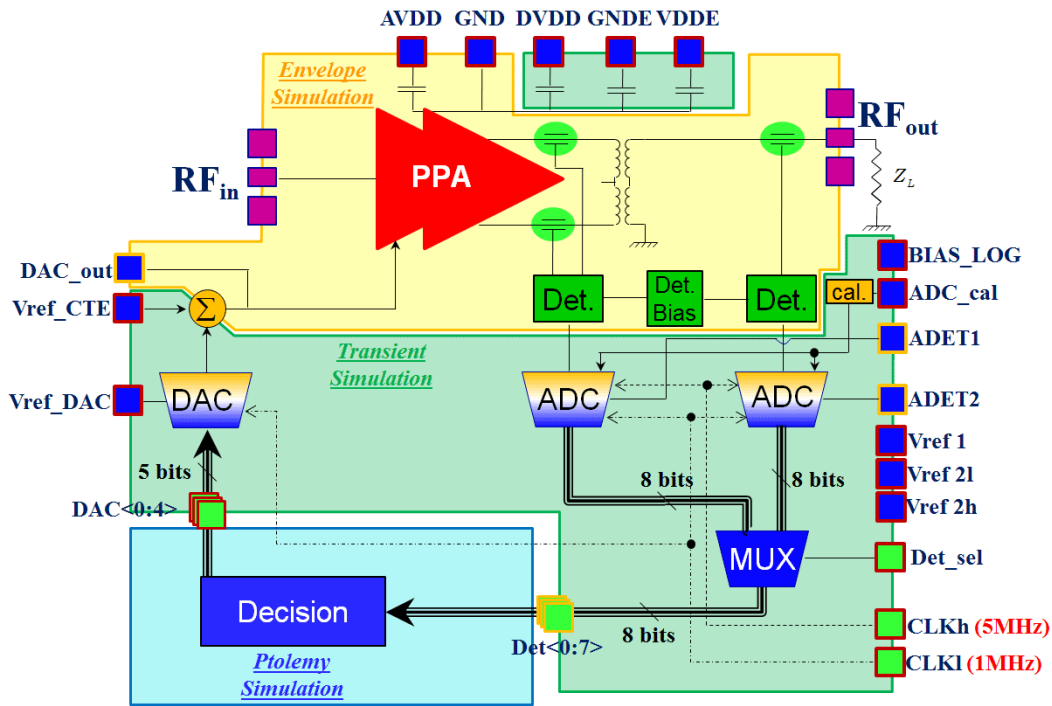 AVDD GND DVDD GNDE VDDE
Envelope
Simulation
RFin
PPA
RFout
ZL
DAC_out
Vref_CTE
Σ
Det.
Det.
Bias
Det.
cal.
BIAS_LOG
ADC_cal
ADET1
Transient
Simulation
Vref_DAC
DAC
ADC
ADC
ADET2
Vref 1
5 bits
8 bits
8 bits
Vref 2l
DAC<0:4>
Vref 2h
MUX
Det_sel
Decision
Det<0:7>
8 bits
CLKh (5MHz)
CLKl (1MHz)
Ptolemy
Simulation